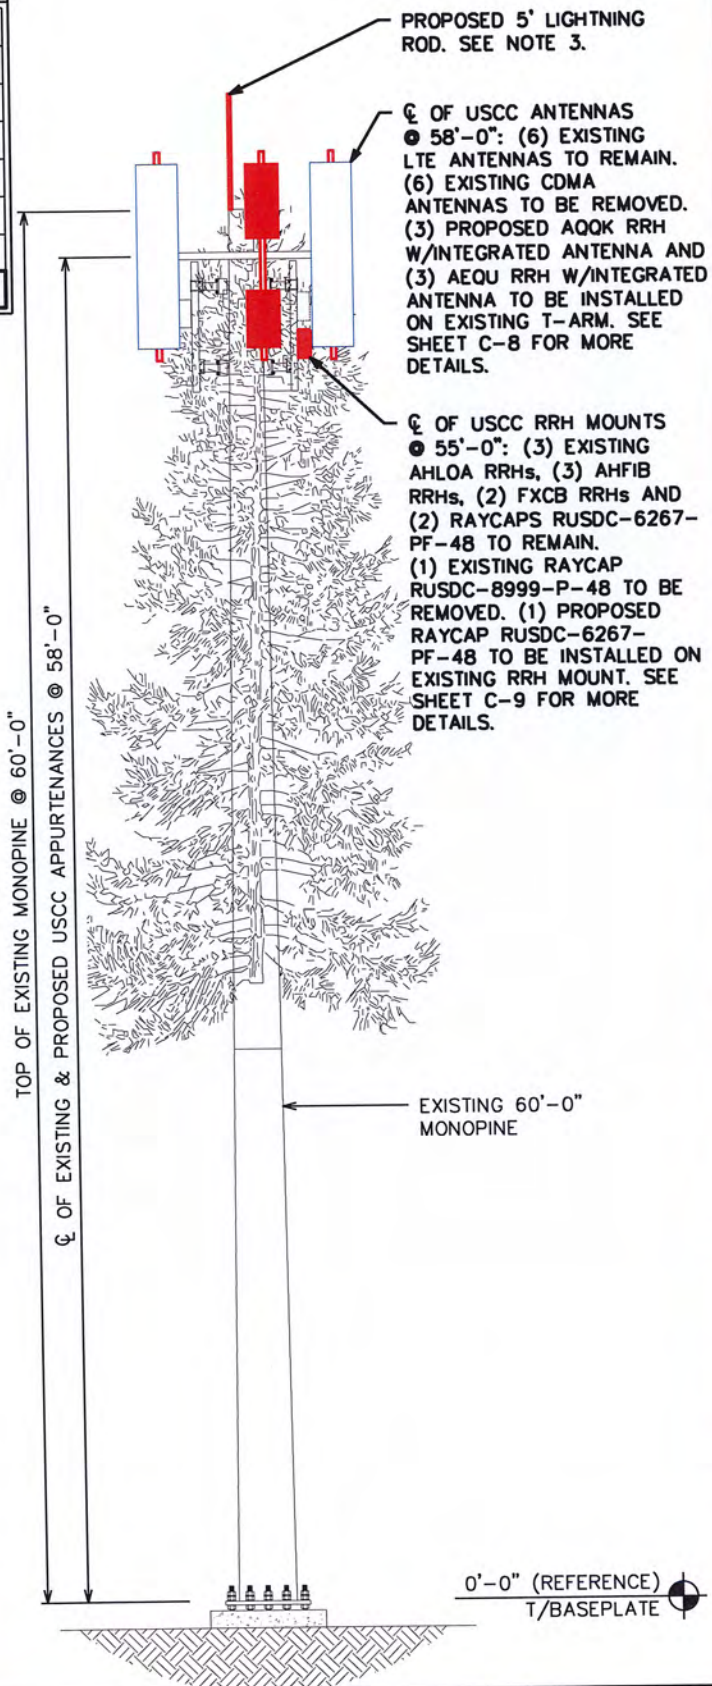 PROPOSED 5' LIGHTNING
ROD. SEE NOTE 3.
℄ OF USCC ANTENNAS
@ 58'-0": (6) EXISTING
LTE ANTENNAS TO REMAIN.
(6) EXISTING CDMA
ANTENNAS TO BE REMOVED.
(3) PROPOSED AQQK RRH
W/INTEGRATED ANTENNA AND
(3) AEQU RRH W/INTEGRATED
ANTENNA TO BE INSTALLED
ON EXISTING T-ARM. SEE
SHEET C-8 FOR MORE
DETAILS.
℄ OF USCC RRH MOUNTS
@ 55'-0": (3) EXISTING
AHLOA RRHs, (3) AHFIB
RRHs, (2) FXCB RRHs AND
(2) RAYCAPS RUSDC-6267-
PF-48 TO REMAIN.
(1) EXISTING RAYCAP
RUSDC-8999-P-48 TO BE
REMOVED. (1) PROPOSED
RAYCAP RUSDC-6267-
PF-48 TO BE INSTALLED ON
EXISTING RRH MOUNT. SEE
SHEET C-9 FOR MORE
DETAILS.
TOP OF EXISTING MONOPINE @ 60'-0"
℄ OF EXISTING & PROPOSED USCC APPURTENANCES @ 58'-0"
EXISTING 60'-0"
MONOPINE
0'-0" (REFERENCE)
T/BASEPLATE